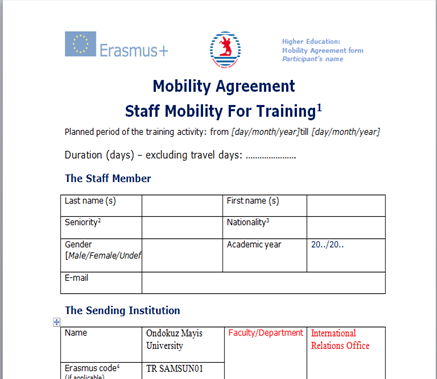 Erasmus+
Higher Education:
Mobility Agreement form
Participant's name
Mobility Agreement
Staff Mobility For Training1
Planned period of the training activity: from [day/month/year]till [day/month/year]
Duration (days) – excluding travel days: ......................
The Staff Member
Last name (s) First name (s)
Seniority2 Nationality3
Gender Academic year 20../20..
[Male/Female/Undef
E-mail
The Sending Institution
Name Ondokuz Mayis Faculty/Department International
University Relations Office
Erasmus code4 TR SAMSUN01
(if applicable)